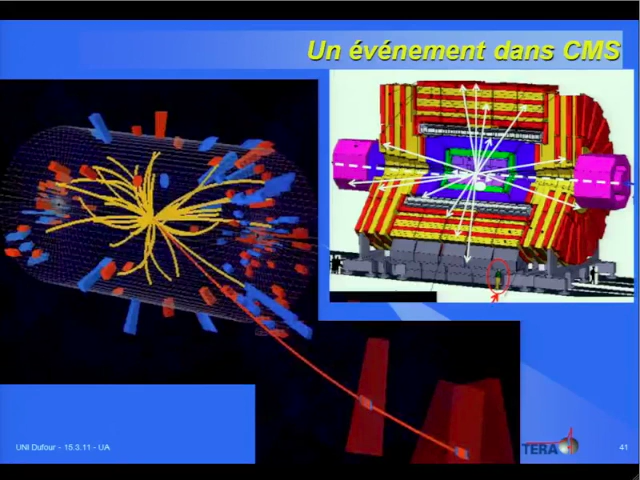 Un événement dans CMS
UNI Dufour - 15.3.11 - UA
TERA
41